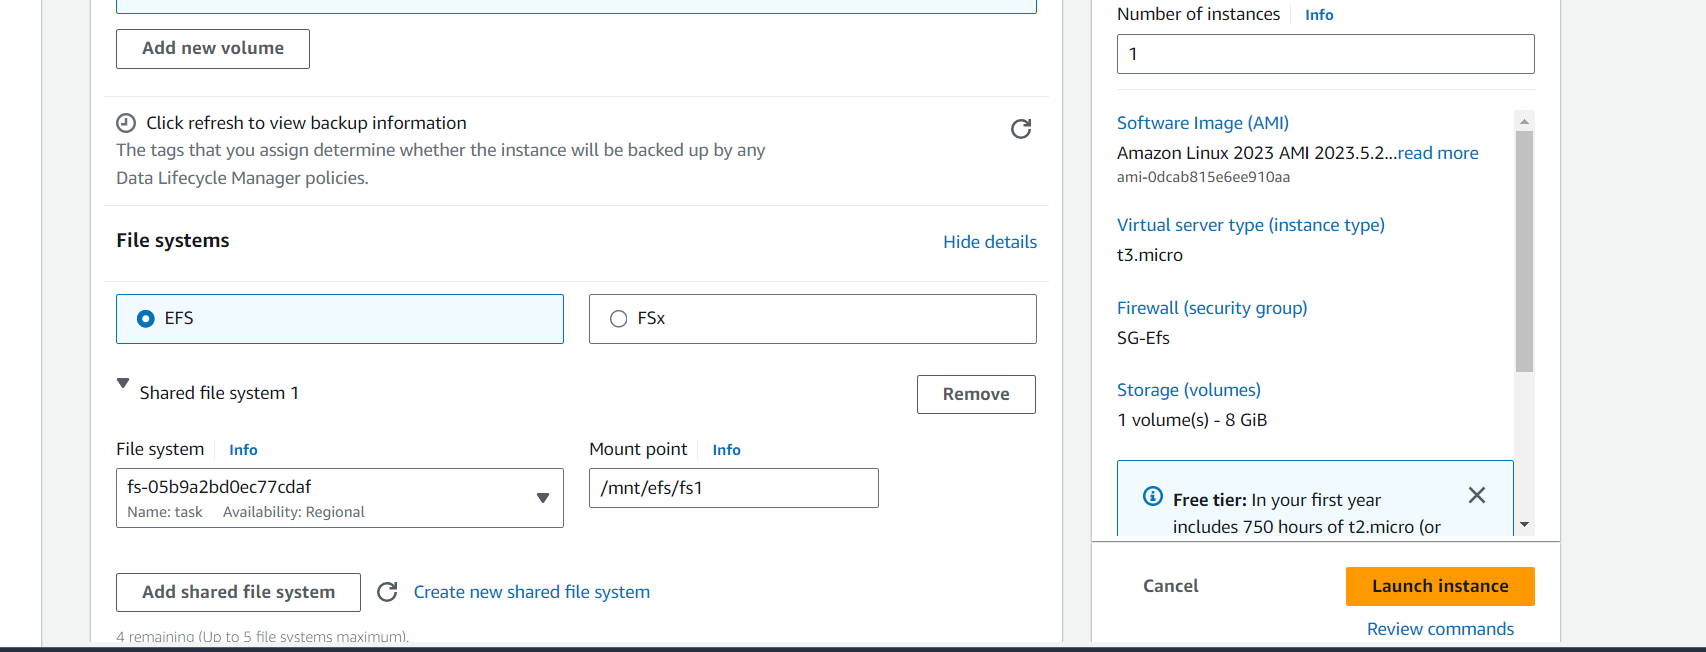 Add new volume
Click refresh to view backup information
The tags that you assign determine whether the instance will be backed up by any
Data Lifecycle Manager policies.
File systems
Hide details
EFS
FSx
Shared file system 1
Remove
File system Info
Mount point Info
fs-05b9a2bd0ec77cdaf
Name: task Availability: Regional
/mnt/efs/fs1
Add shared file system
Create new shared file system
4 remaining (Up to 5 file systems maximum).
Number of instances Info
1
Software Image (AMI)
Amazon Linux 2023 AMI 2023.5.2...read more
ami-0dcab815e6ee910aa
Virtual server type (instance type)
t3.micro
Firewall (security group)
SG-Efs
Storage (volumes)
1 volume(s) - 8 GiB
Free tier: In your first year
includes 750 hours of t2.micro (or
Cancel
Launch instance
Review commands